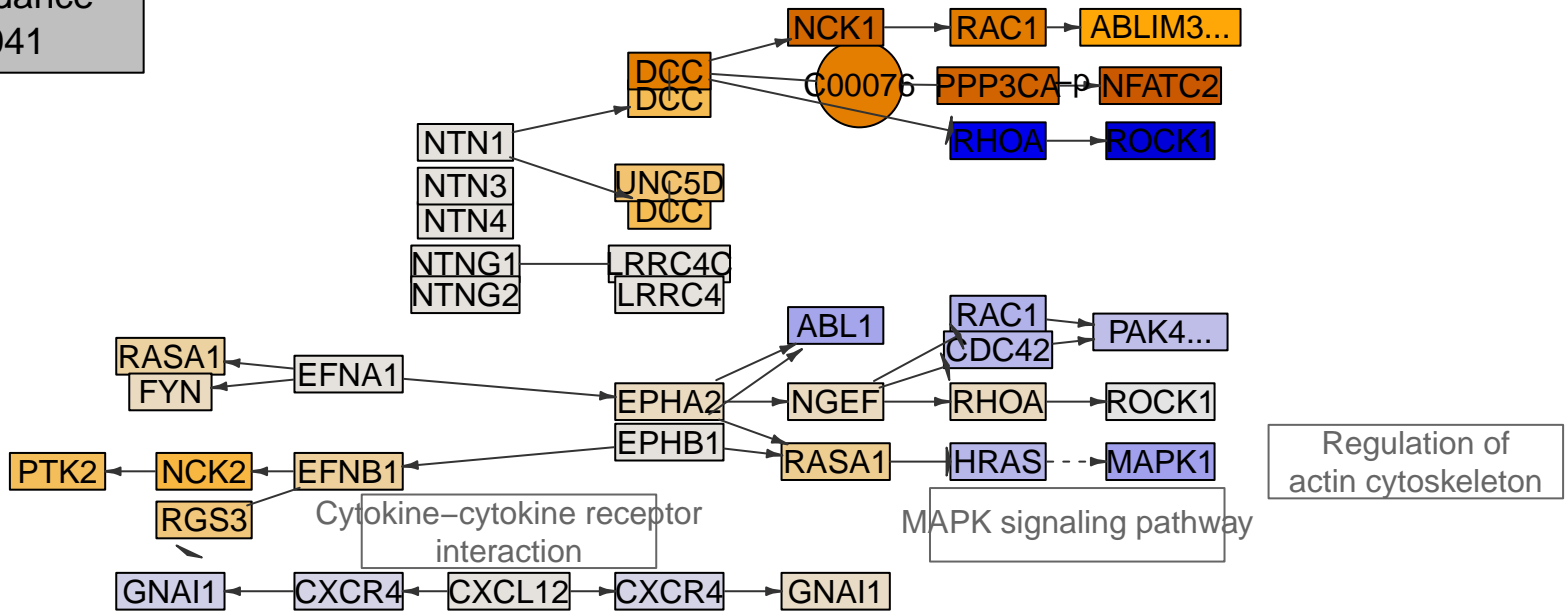 041
NCK1
RAC1
ABLIM3...
DCC
DCC
C00076
PPP3CA
+p
NFATC2
RHOA
ROCK1
NTN1
NTN3
NTN4
UNC5D
DCC
NTNG1
NTNG2
LRRC4C
LRRC4
ABL1
RAC1
CDC42
PAK4...
RASA1
FYN
EFNA1
EPHA2
EPHB1
NGEF
RHOA
ROCK1
PTK2
NCK2
EFNB1
RASA1
HRAS
MAPK1
RGS3
Regulation of
actin cytoskeleton
Cytokine−cytokine receptor
interaction
MAPK signaling pathway
GNAI1
CXCR4
CXCL12
CXCR4
GNAI1